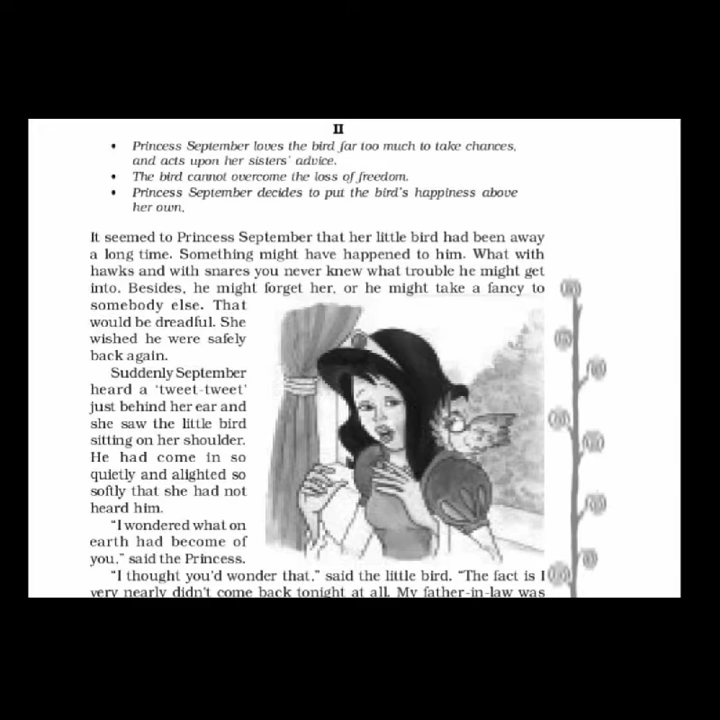 II
• Princess September loves the bird far too much to take chances,
and acts upon her sisters' advice.
• The bird cannot overcome the loss of freedom.
• Princess September decides to put the bird's happiness above
her own.
It seemed to Princess September that her little bird had been away
a long time. Something might have happened to him. What with
hawks and with snares you never knew what trouble he might get
into. Besides, he might forget her, or he might take a fancy to
somebody else. That
would be dreadful. She
wished he were safely
back again.
Suddenly September
heard a ‘tweet-tweet’
just behind her ear and
she saw the little bird
sitting on her shoulder.
He had come in so
quietly and alighted so
softly that she had not
heard him.
“I wondered what on
earth had become of
you,” said the Princess.
“I thought you’d wonder that,” said the little bird. “The fact is I
very nearly didn’t come back tonight at all. My father-in-law was